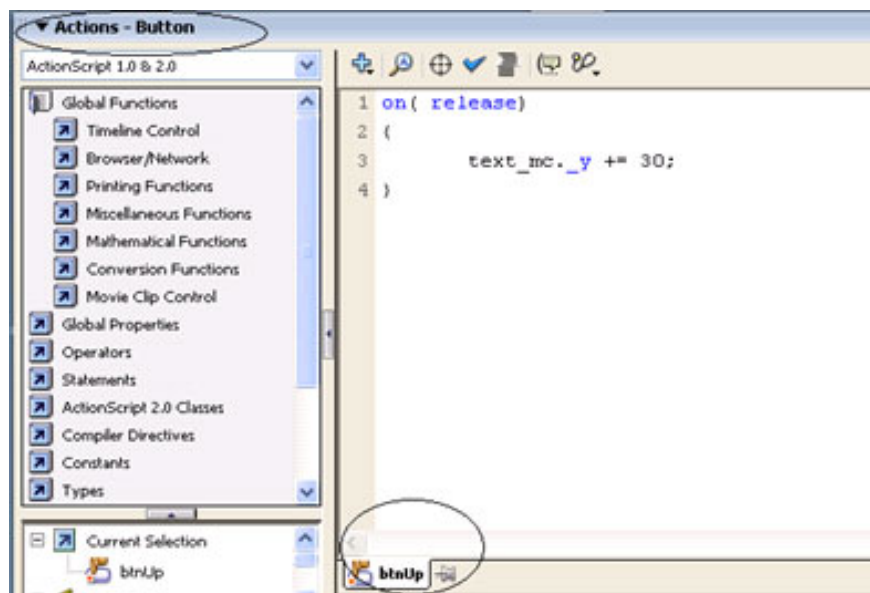 Actions - Button
ActionScript 1.0 & 2.0
Global Functions
Timeline Control
Browser/Network
Printing Functions
Miscellaneous Functions
Mathematical Functions
Conversion Functions
Movie Clip Control
Global Properties
Operators
Statements
ActionScript 2.0 Classes
Compiler Directives
Constants
Types
Current Selection
btnUp
1 on( release)
2 {
3 text_mc._y += 30;
4 }
btnUp